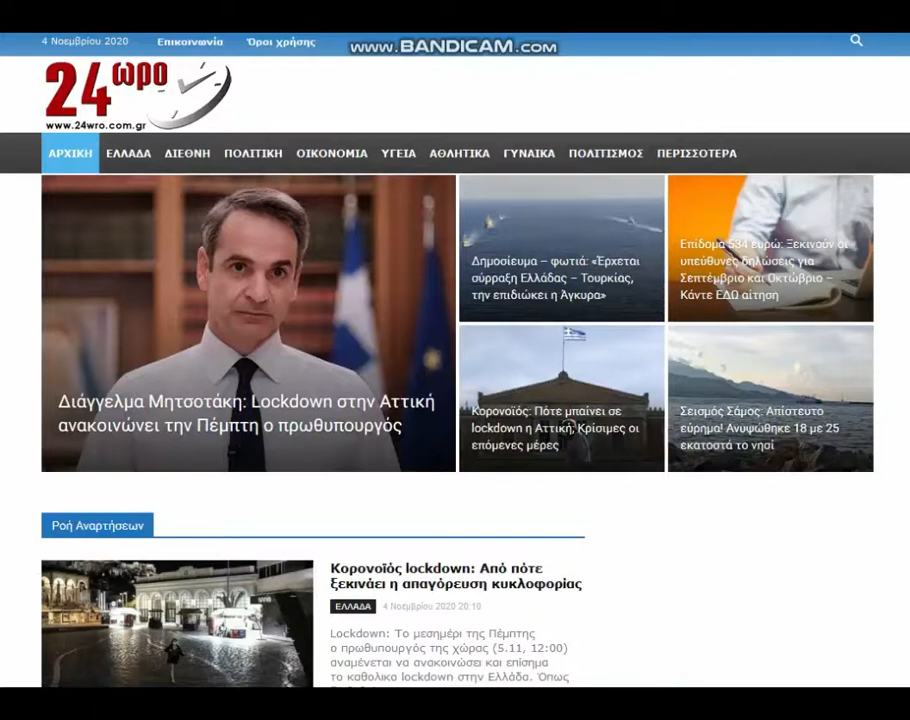 4 Νοεμβρίου 2020 Επικοινωνία Όροι χρήσης www.BANDICAM.com
24ωρο
www.24wro.com.gr
ΑΡΧΙΚΗ ΕΛΛΑΔΑ ΔΙΕΘΝΗ ΠΟΛΙΤΙΚΗ ΟΙΚΟΝΟΜΙΑ ΥΓΕΙΑ ΑΘΛΗΤΙΚΑ ΓΥΝΑΙΚΑ ΠΟΛΙΤΙΣΜΟΣ ΠΕΡΙΣΣΟΤΕΡΑ
Διάγγελμα Μητσοτάκη: Lockdown στην Αττική
ανακοινώνει την Πέμπτη ο πρωθυπουργός
Δημοσίευμα – φωτιά: «Έρχεται
σύρραξη Ελλάδας – Τουρκίας,
την επιδιώκει η Άγκυρα»
Επίδομα 534 ευρώ: Ξεκινούν οι
υπεύθυνες δηλώσεις για
Σεπτέμβριο και Οκτώβριο –
Κάντε ΕΔΩ αίτηση
Κορονοϊός: Πότε μπαίνει σε
lockdown η Αττική; Κρίσιμες οι
επόμενες μέρες
Σεισμός Σάμος: Απίστευτο
εύρημα! Ανυψώθηκε 18 με 25
εκατοστά το νησί
Ροή Αναρτήσεων
Κορονοϊός lockdown: Από πότε
ξεκινάει η απαγόρευση κυκλοφορίας
ΕΛΛΑΔΑ 4 Νοεμβρίου 2020 20:10
Lockdown: Το μεσημέρι της Πέμπτης
ο πρωθυπουργός της χώρας (5.11, 12:00)
αναμένεται να ανακοινώσει και επίσημα
το καθολικο lockdown στην Ελλάδα. Όπως